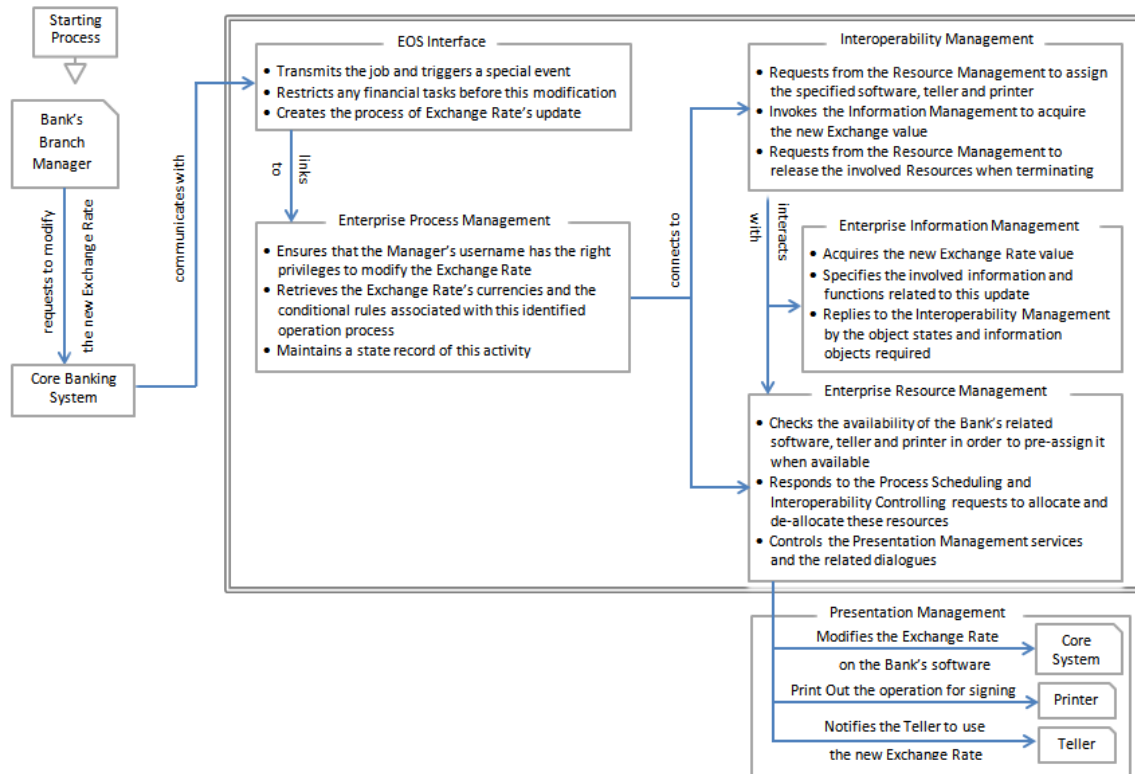 Starting
Process
Bank's
Branch
Manager
requests to modify
the new Exchange Rate
Core Banking
System
communicates with
EOS Interface
• Transmits the job and triggers a special event
• Restricts any financial tasks before this modification
• Creates the process of Exchange Rate's update
links
to
Enterprise Process Management
• Ensures that the Manager's username has the right
privileges to modify the Exchange Rate
• Retrieves the Exchange Rate's currencies and the
conditional rules associated with this identified
operation process
• Maintains a state record of this activity
connects to
Interoperability Management
• Requests from the Resource Management to assign
the specified software, teller and printer
• Invokes the Information Management to acquire
the new Exchange value
• Requests from the Resource Management to
release the involved Resources when terminating
interacts
with
Enterprise Information Management
• Acquires the new Exchange Rate value
• Specifies the involved information and
functions related to this update
• Replies to the Interoperability Management
by the object states and information
objects required
Enterprise Resource Management
• Checks the availability of the Bank's related
software, teller and printer in order to pre-assign it
when available
• Responds to the Process Scheduling and
Interoperability Controlling requests to allocate and
de-allocate these resources
• Controls the Presentation Management services
and the related dialogues
Presentation Management
Modifies the Exchange Rate
on the Bank's software
Core
System
Print Out the operation for signing
Printer
Notifies the Teller to use
the new Exchange Rate
Teller